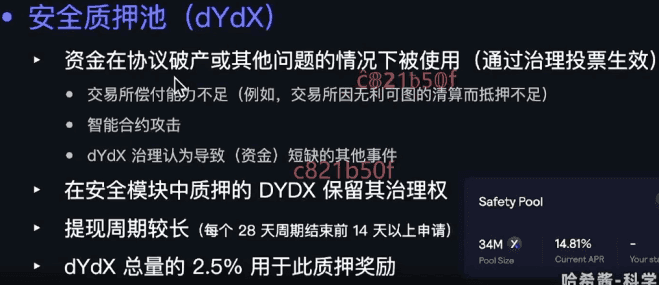 安全质押池（dYdX）
资金在协议破产或其他问题的情况下被使用（通过治理投票生效）
交易所偿付能力不足（例如，交易所因无利可图的清算而抵押不足）
c821b50f
智能合约攻击
dYdX 治理认为导致（资金）短缺的其他事件
c821b50f
在安全模块中质押的 DYDX 保留其治理权
提现周期较长（每个 28 天周期结束前 14 天以上申请）
dYdX 总量的 2.5% 用于此质押奖励
Safety Pool
34M 14.81% -
Pool Size Current APR Your st
哈希酱-科学